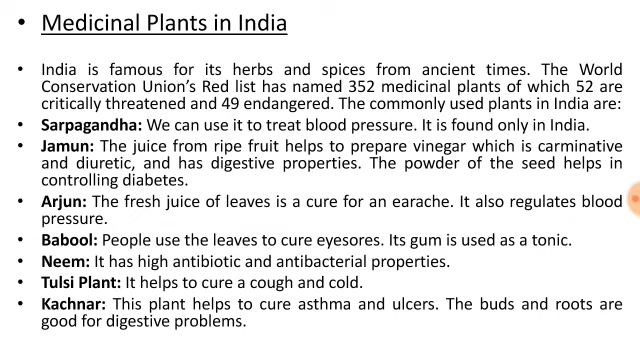 • Medicinal Plants in India
• India is famous for its herbs and spices from ancient times. The World
Conservation Union's Red list has named 352 medicinal plants of which 52 are
critically threatened and 49 endangered. The commonly used plants in India are:
• Sarpagandha: We can use it to treat blood pressure. It is found only in India.
• Jamun: The juice from ripe fruit helps to prepare vinegar which is carminative
and diuretic, and has digestive properties. The powder of the seed helps in
controlling diabetes.
• Arjun: The fresh juice of leaves is a cure for an earache. It also regulates blood
pressure.
• Babool: People use the leaves to cure eyesores. Its gum is used as a tonic.
• Neem: It has high antibiotic and antibacterial properties.
• Tulsi Plant: It helps to cure a cough and cold.
• Kachnar: This plant helps to cure asthma and ulcers. The buds and roots are
good for digestive problems.